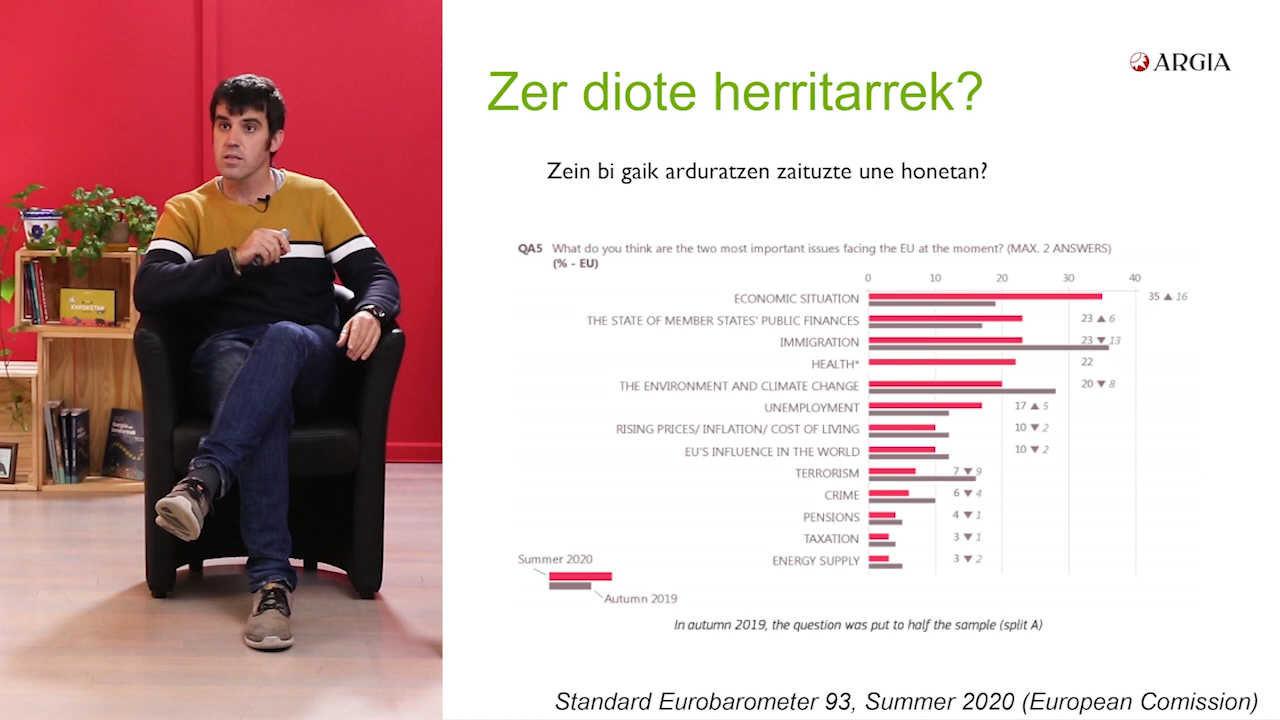 ARGIA
Zer diote herritarrek?
Zein bi gaik arduratzen zaituzte une honetan?
QA5 What do you think are the two most important issues facing the EU at the moment? (MAX. 2 ANSWERS)
(% - EU)
0 10 20 30 40
ECONOMIC SITUATION 35 ▲ 16
THE STATE OF MEMBER STATES' PUBLIC FINANCES 23 ▲ 6
IMMIGRATION 23 ▼ 13
HEALTH* 22
THE ENVIRONMENT AND CLIMATE CHANGE 20 ▼ 8
UNEMPLOYMENT 17 ▲ 5
RISING PRICES/ INFLATION/ COST OF LIVING 10 ▼ 2
EU'S INFLUENCE IN THE WORLD 10 ▼ 2
TERRORISM 7 ▼ 9
CRIME 6 ▼ 4
PENSIONS 4 ▼ 1
TAXATION 3 ▼ 1
ENERGY SUPPLY 3 ▼ 2
Summer 2020
Autumn 2019
In autumn 2019, the question was put to half the sample (split A)
Standard Eurobarometer 93, Summer 2020 (European Comission)